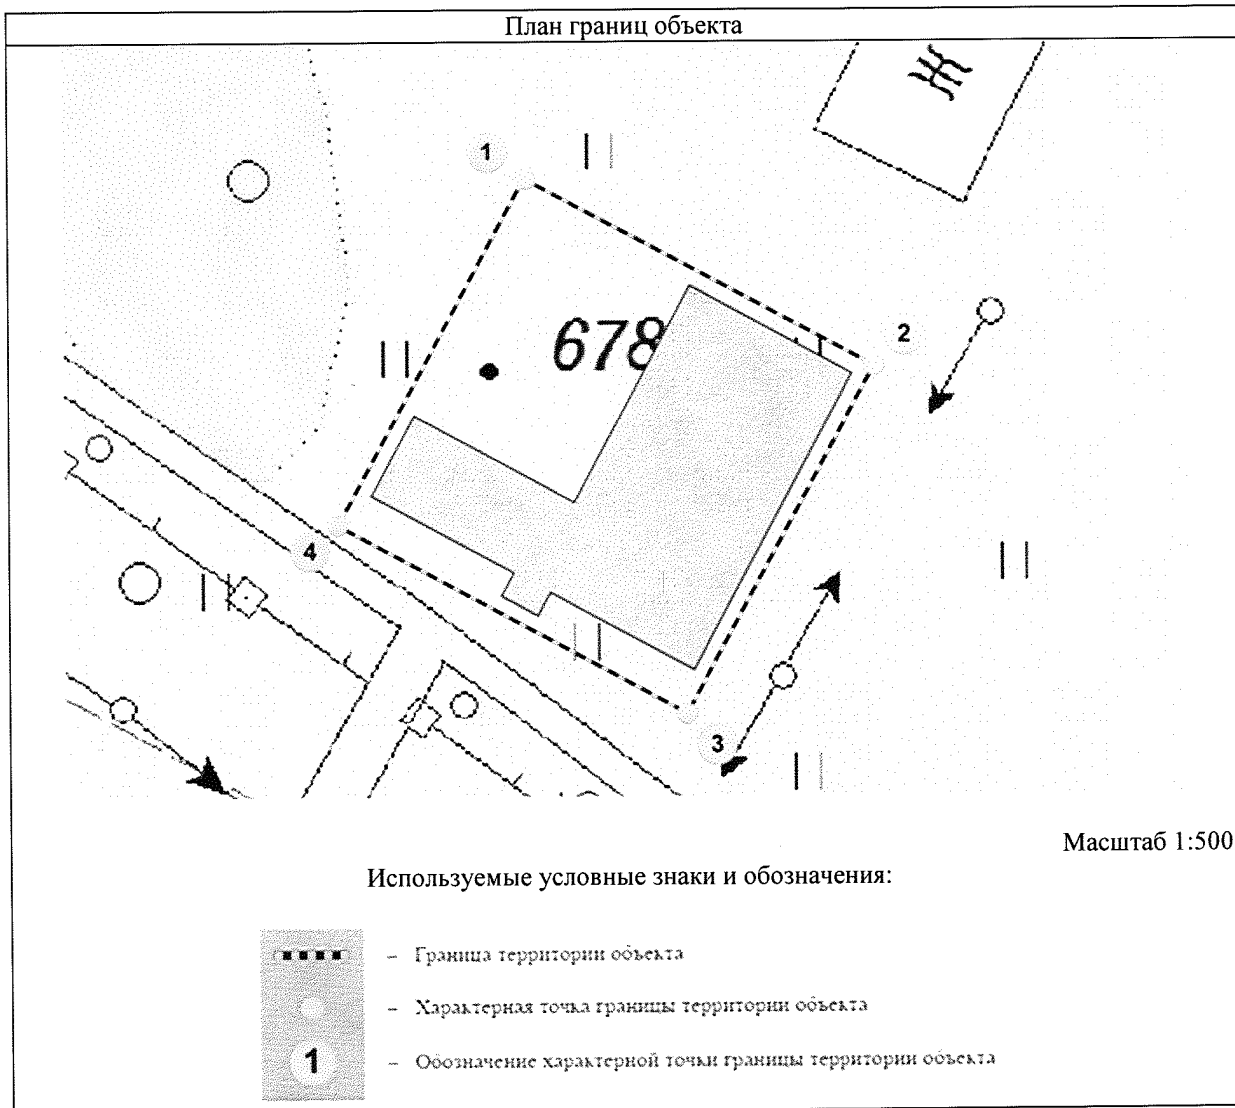 План границ объекта
Ж
1
2
678
4
3
Масштаб 1:500
Используемые условные знаки и обозначения:
– Граница территории объекта
– Характерная точка границы территории объекта
1 – Обозначение характерной точки границы территории объекта